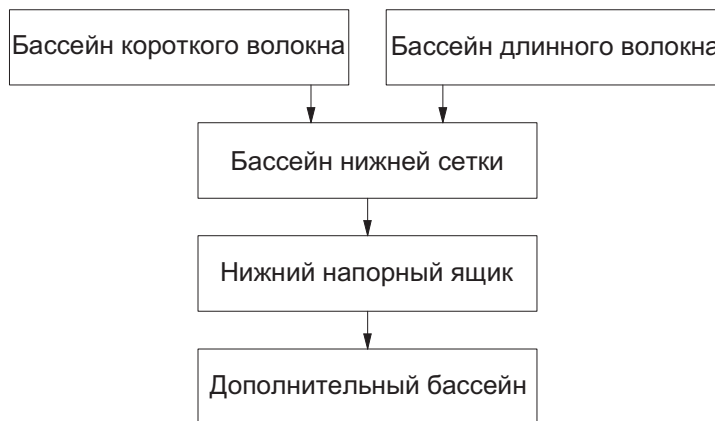 Бассейн короткого волокна
Бассейн длинного волокна
Бассейн нижней сетки
Нижний напорный ящик
Дополнительный бассейн